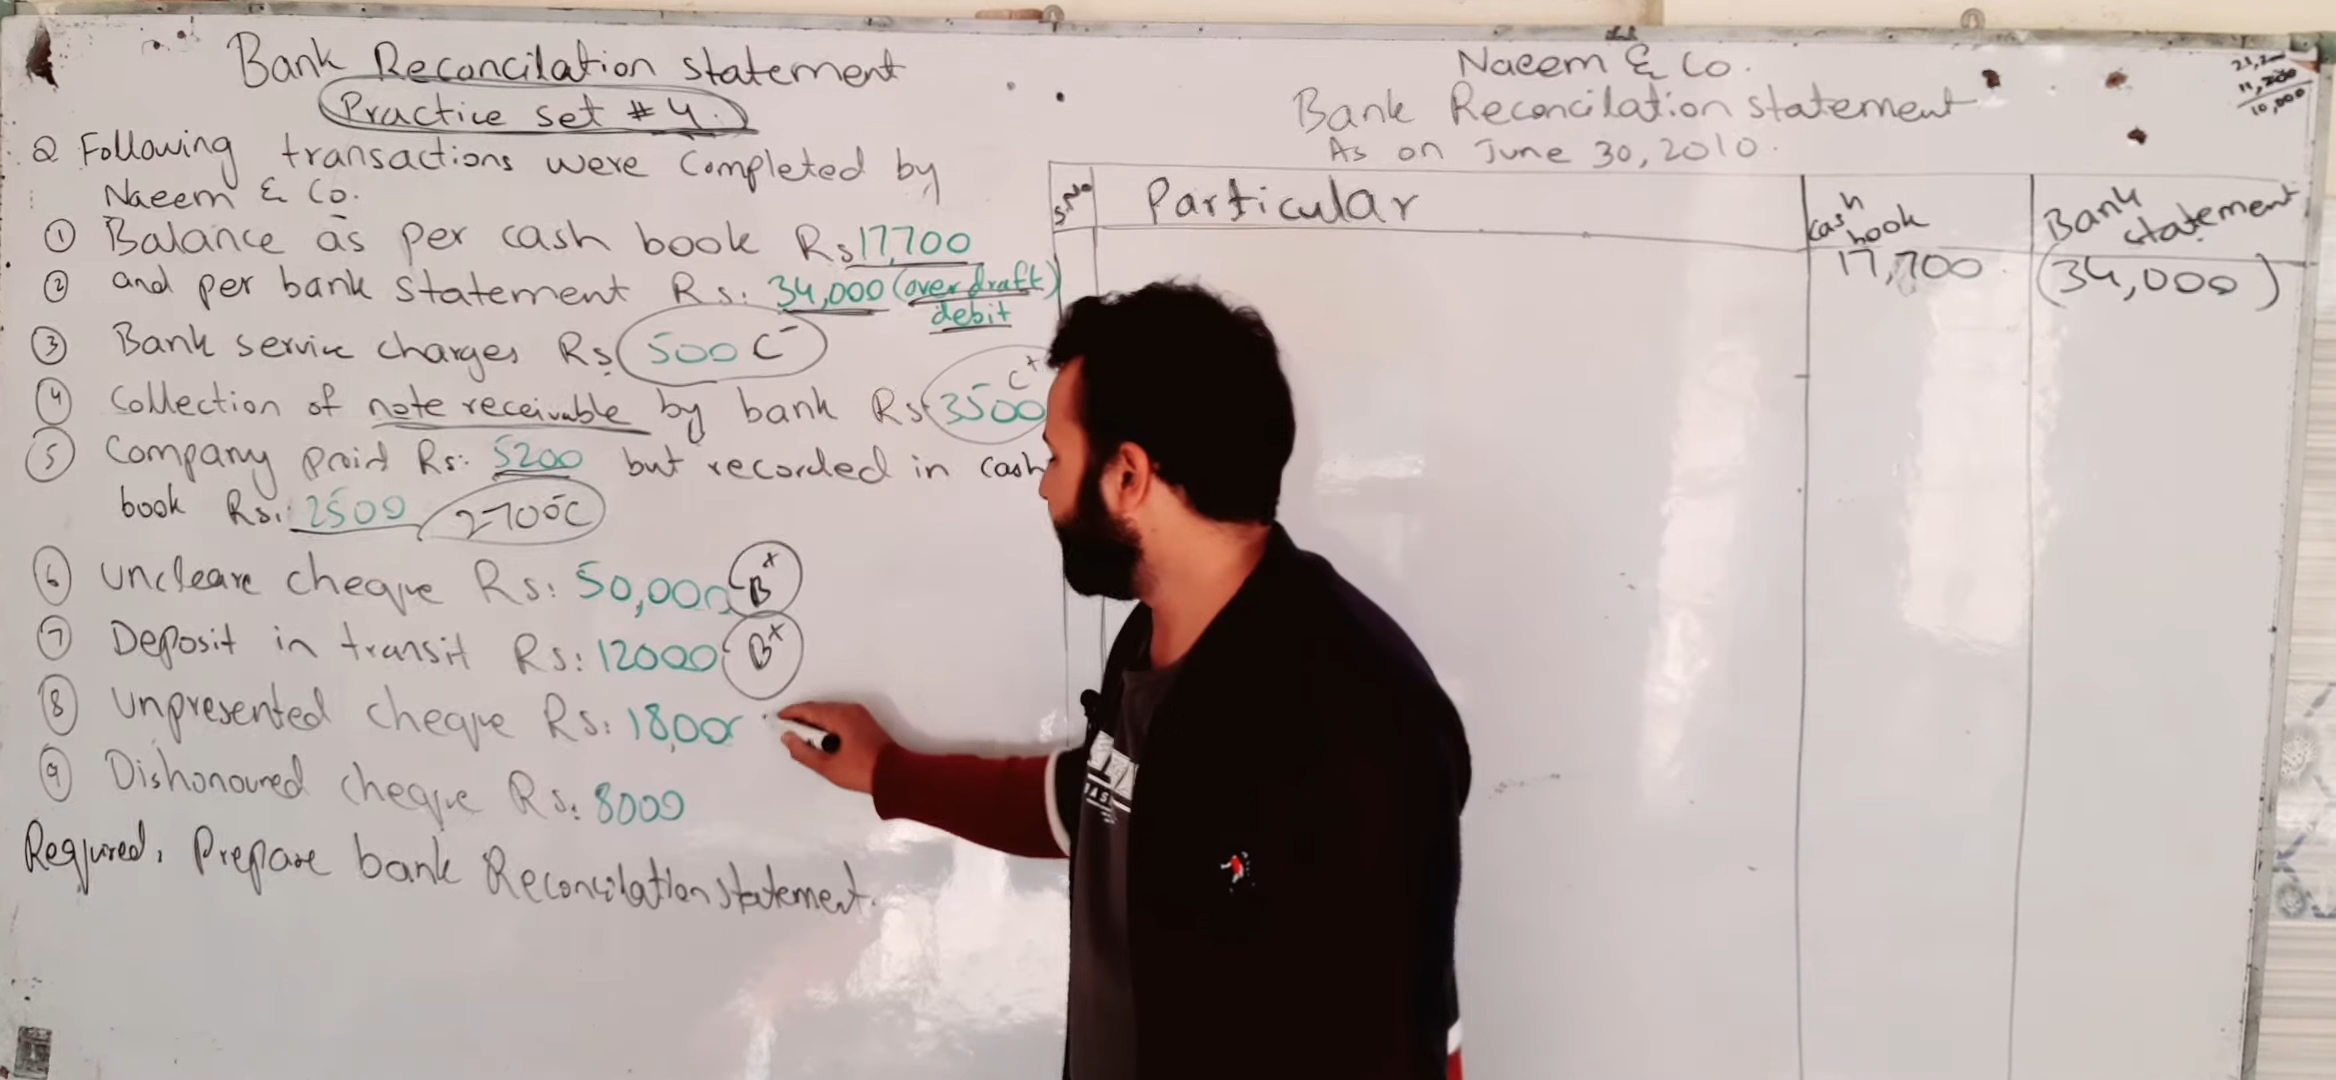 Bank Reconcilation statement
Practice set # 4.
Q Following transactions were completed by
Naeem & Co.
1 Balance as per cash book Rs 17,700
2 and per bank statement Rs: 34,000 (over draft)
debit
3 Bank service charges Rs 500 C-
4 Collection of note receivable by bank Rs 3500 C+
5 Company paid Rs: 5200 but recorded in cash
book Rs: 2500 2700 -C
6 uncleare cheque Rs: 50,000 B+
7 Deposit in transit Rs: 12000 B+
8 unpresented cheque Rs: 18,00
9 Dishonoured cheque Rs: 8000
Required, Prepare bank Reconcilation statement.
Naeem & Co.
Bank Reconcilation statement
As on June 30, 2010.
S.No Particular cash book Bank statement
17,700 (34,000)
11,200
10,000